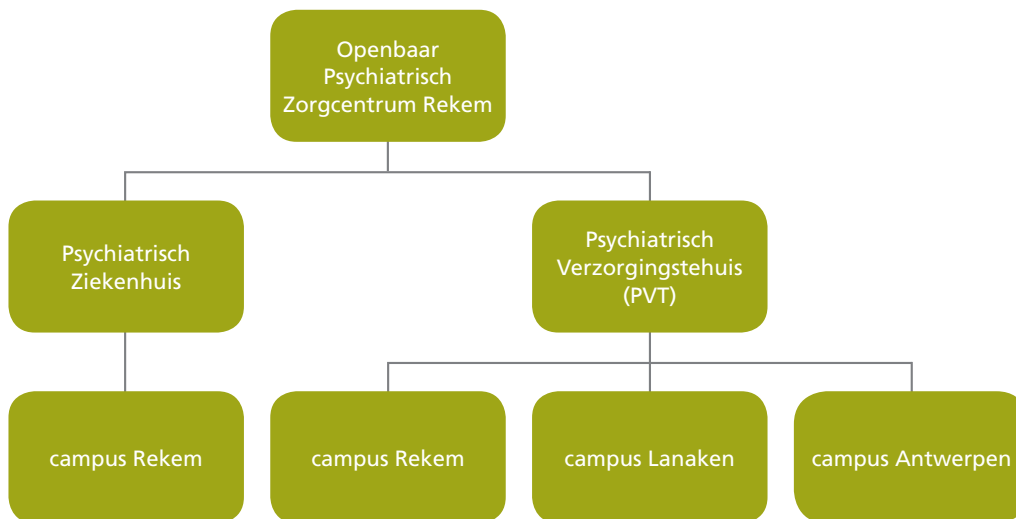 Openbaar
Psychiatrisch
Zorgcentrum Rekem
Psychiatrisch
Ziekenhuis
Psychiatrisch
Verzorgingstehuis
(PVT)
campus Rekem
campus Rekem
campus Lanaken
campus Antwerpen